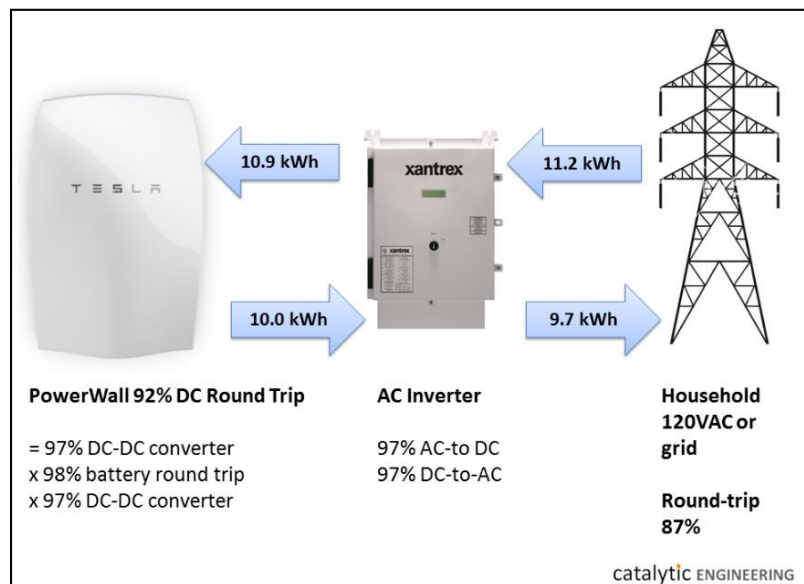 TESLA
10.9 kWh
xantrex
11.2 kWh
10.0 kWh
xantrex
9.7 kWh
PowerWall 92% DC Round Trip
= 97% DC-DC converter
x 98% battery round trip
x 97% DC-DC converter
AC Inverter
97% AC-to DC
97% DC-to-AC
Household
120VAC or
grid
Round-trip
87%
catalytic ENGINEERING